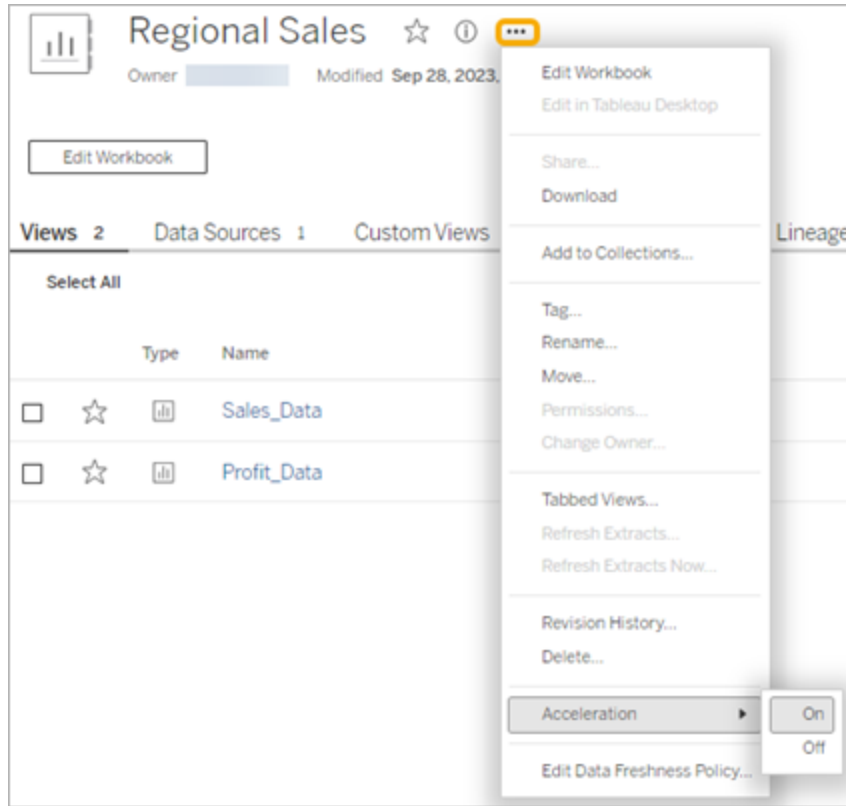 Regional Sales
Owner Modified Sep 28, 2023,
Edit Workbook
Views 2 Data Sources 1 Custom Views Lineage
Select All
Type Name
Sales_Data
Profit_Data
Edit Workbook
Edit in Tableau Desktop
Share...
Download
Add to Collections...
Tag...
Rename...
Move...
Permissions...
Change Owner...
Tabbed Views...
Refresh Extracts...
Refresh Extracts Now...
Revision History...
Delete...
Acceleration
On
Off
Edit Data Freshness Policy...